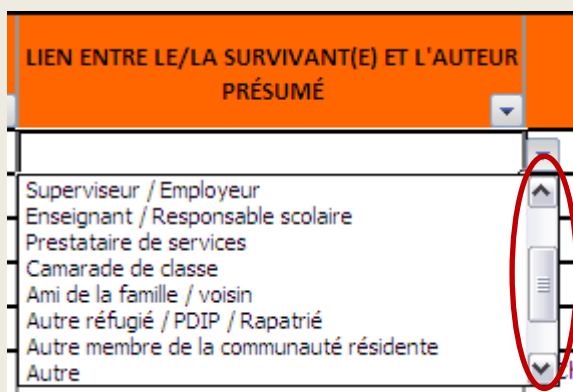 LIEN ENTRE LE/LA SURVIVANT(E) ET L'AUTEUR
PRÉSUMÉ
Superviseur / Employeur
Enseignant / Responsable scolaire
Prestataire de services
Camarade de classe
Ami de la famille / voisin
Autre réfugié / PDIP / Rapatrié
Autre membre de la communauté résidente
Autre